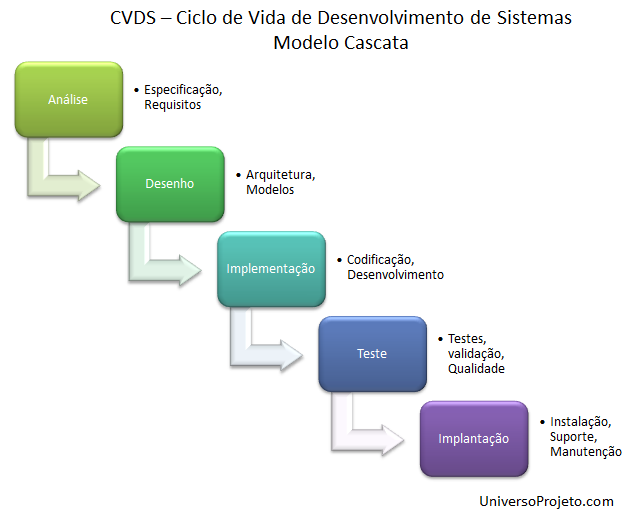 CVDS – Ciclo de Vida de Desenvolvimento de Sistemas
Modelo Cascata
Análise
• Especificação,
Requisitos
Desenho
• Arquitetura,
Modelos
Implementação
• Codificação,
Desenvolvimento
Teste
• Testes,
validação,
Qualidade
Implantação
• Instalação,
Suporte,
Manutenção
UniversoProjeto.com